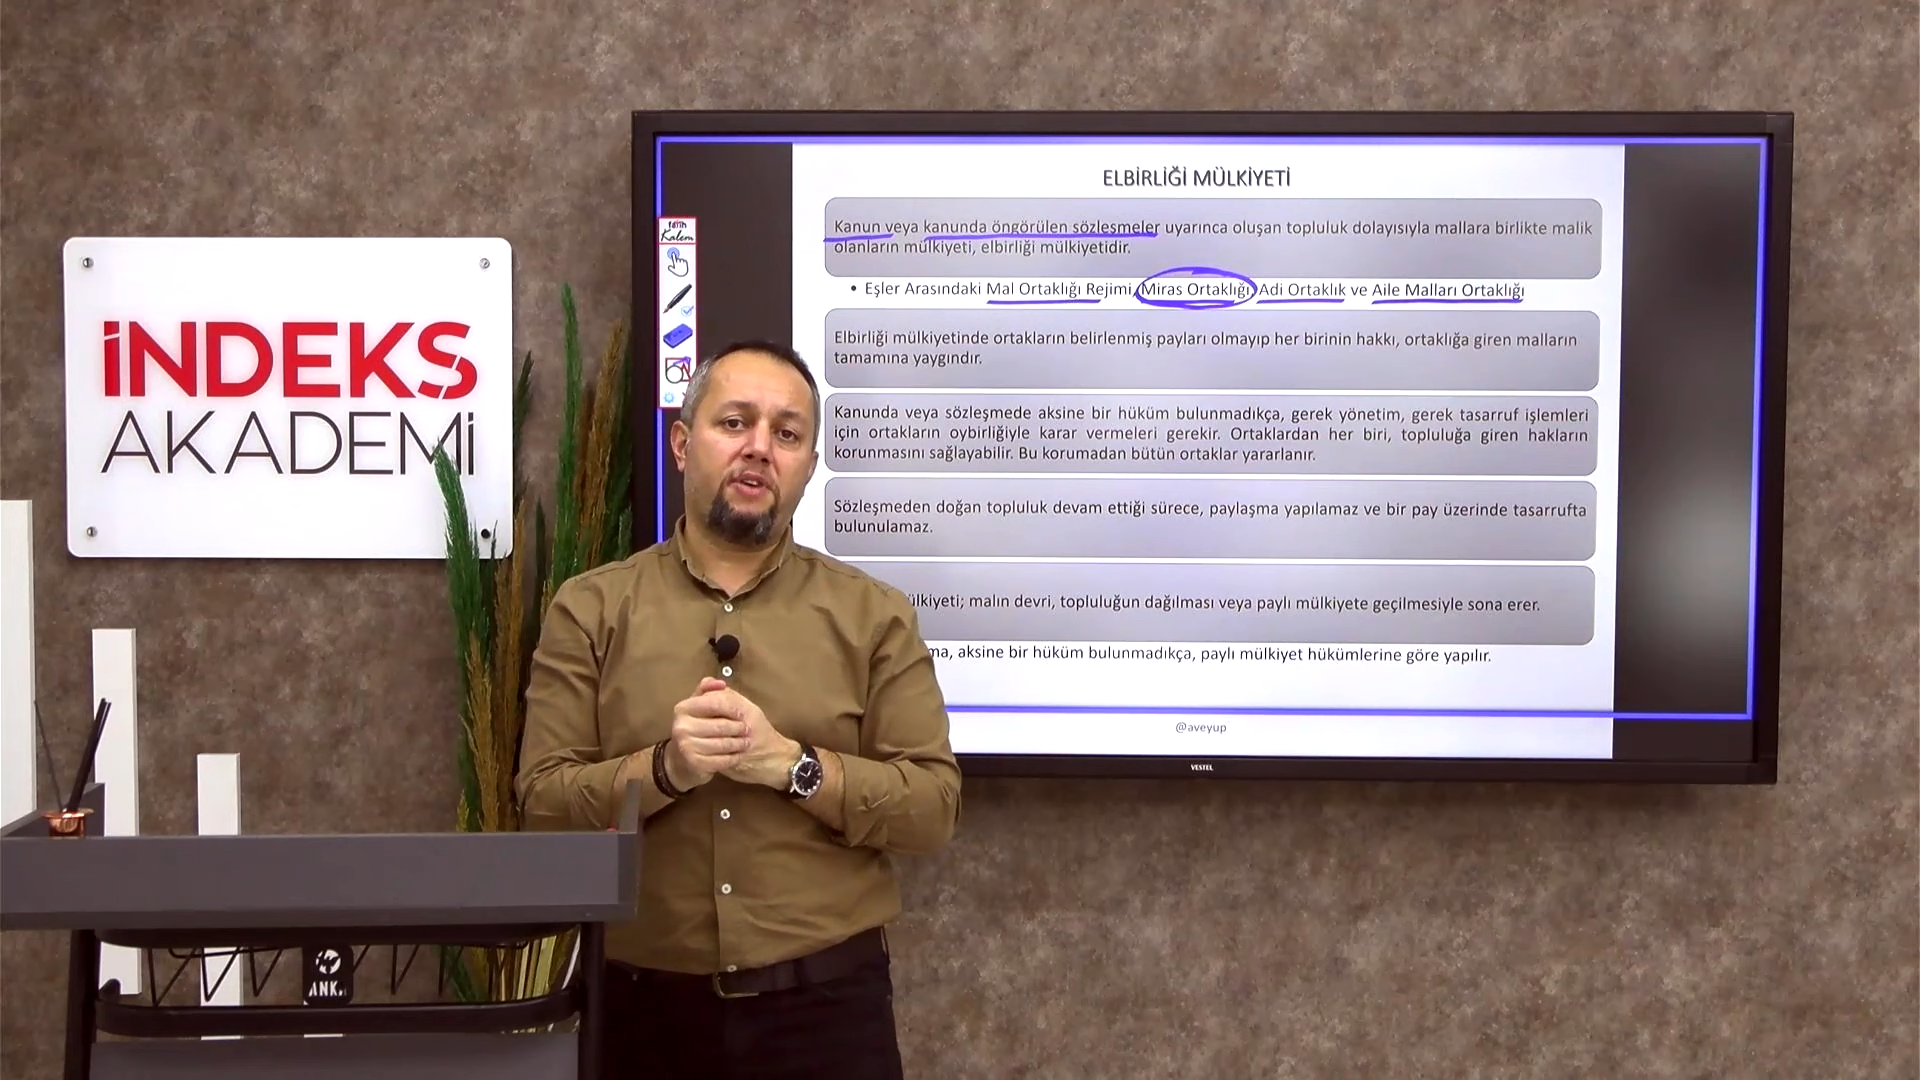 İNDEKS
AKADEMİ
fatih
Kalem
ELBİRLİĞİ MÜLKİYETİ
Kanun veya kanunda öngörülen sözleşmeler uyarınca oluşan topluluk dolayısıyla mallara birlikte malik
olanların mülkiyeti, elbirliği mülkiyetidir.
• Eşler Arasındaki Mal Ortaklığı Rejimi, Miras Ortaklığı, Adi Ortaklık ve Aile Malları Ortaklığı
Elbirliği mülkiyetinde ortakların belirlenmiş payları olmayıp her birinin hakkı, ortaklığa giren malların
tamamına yaygındır.
Kanunda veya sözleşmede aksine bir hüküm bulunmadıkça, gerek yönetim, gerek tasarruf işlemleri
için ortakların oybirliğiyle karar vermeleri gerekir. Ortaklardan her biri, topluluğa giren hakların
korunmasını sağlayabilir. Bu korumadan bütün ortaklar yararlanır.
Sözleşmeden doğan topluluk devam ettiği sürece, paylaşma yapılamaz ve bir pay üzerinde tasarrufta
bulunulamaz.
ülkiyeti; malın devri, topluluğun dağılması veya paylı mülkiyete geçilmesiyle sona erer.
ma, aksine bir hüküm bulunmadıkça, paylı mülkiyet hükümlerine göre yapılır.
@aveyup
VESTEL